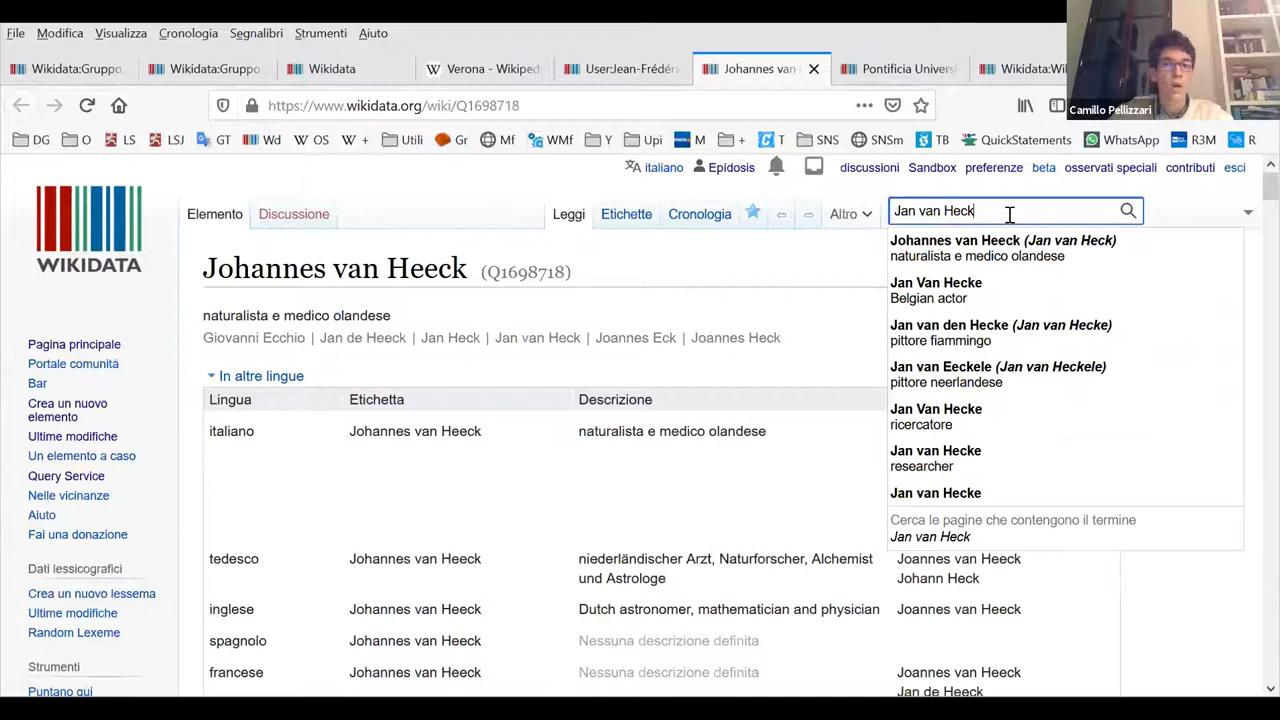 File Modifica Visualizza Cronologia Segnalibri Strumenti Aiuto
Wikidata:Gruppo Wikidata:Gruppo Wikidata Verona - Wikiped User:Jean-Frédéri Johannes van Pontificia Univers Wikidata:Wi
https://www.wikidata.org/wiki/Q1698718
Camillo Pellizzari
DG O LS LSJ GT Wd OS + Utili Gr Mf WMf Y Upi M + T SNS SNSm TB QuickStatements WhatsApp R3M R
italiano Epìdosis discussioni Sandbox preferenze beta osservati speciali contributi esci
Elemento Discussione Leggi Etichette Cronologia Altro Jan van Heck
WIKIDATA
Johannes van Heeck (Q1698718)
naturalista e medico olandese
Giovanni Ecchio | Jan de Heeck | Jan Heck | Jan van Heck | Joannes Eck | Joannes Heck
In altre lingue
Lingua Etichetta Descrizione
italiano Johannes van Heeck naturalista e medico olandese
tedesco Johannes van Heeck niederländischer Arzt, Naturforscher, Alchemist und Astrologe Joannes van Heeck
Johann Heck
inglese Johannes van Heeck Dutch astronomer, mathematician and physician Joannes van Heeck
spagnolo Johannes van Heeck Nessuna descrizione definita
francese Johannes van Heeck Nessuna descrizione definita Joannes van Heeck
Jan de Heeck
Johannes van Heeck (Jan van Heck)
naturalista e medico olandese
Jan Van Hecke
Belgian actor
Jan van den Hecke (Jan van Hecke)
pittore fiammingo
Jan van Eeckele (Jan van Heckele)
pittore neerlandese
Jan Van Hecke
ricercatore
Jan van Hecke
researcher
Jan van Hecke
Cerca le pagine che contengono il termine
Jan van Heck
Pagina principale
Portale comunità
Bar
Crea un nuovo
elemento
Ultime modifiche
Un elemento a caso
Query Service
Nelle vicinanze
Aiuto
Fai una donazione
Dati lessicografici
Crea un nuovo lessema
Ultime modifiche
Random Lexeme
Strumenti
Puntano qui